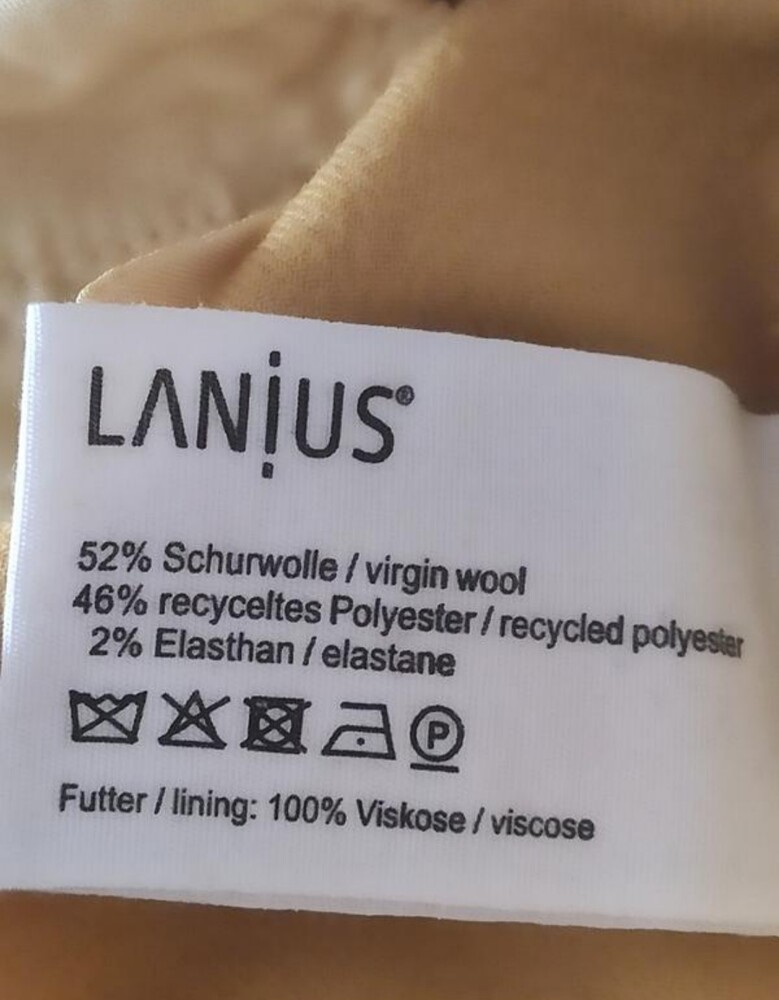 LANiUS®
52% Schurwolle / virgin wool
46% recyceltes Polyester / recycled polyester
2% Elasthan / elastane
P
Futter / lining: 100% Viskose / viscose